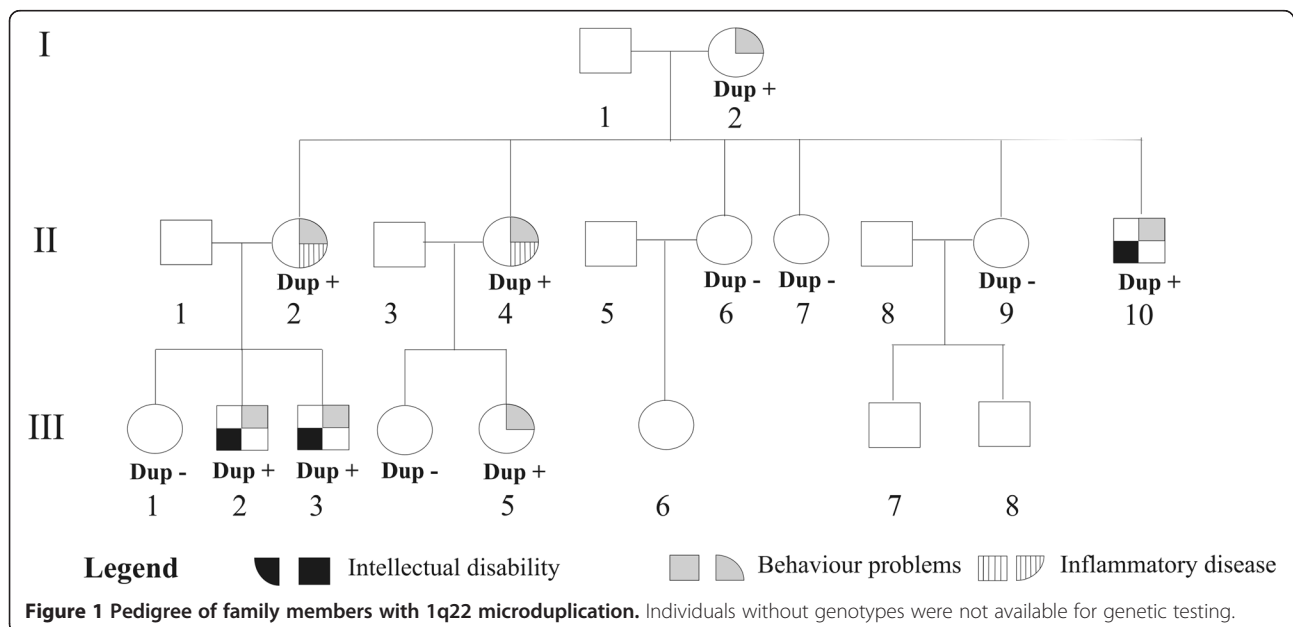 I
Dup +
1 2
II
Dup + Dup + Dup - Dup - Dup - Dup +
1 2 3 4 5 6 7 8 9 10
III
Dup - Dup + Dup + Dup - Dup +
1 2 3 5 6 7 8
Legend Intellectual disability Behaviour problems Inflammatory disease
Figure 1 Pedigree of family members with 1q22 microduplication. Individuals without genotypes were not available for genetic testing.